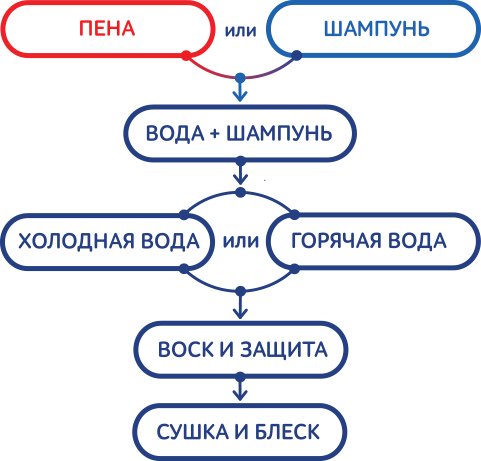 ПЕНА или ШАМПУНЬ
ВОДА + ШАМПУНЬ
ХОЛОДНАЯ ВОДА или ГОРЯЧАЯ ВОДА
ВОСК И ЗАЩИТА
СУШКА И БЛЕСК